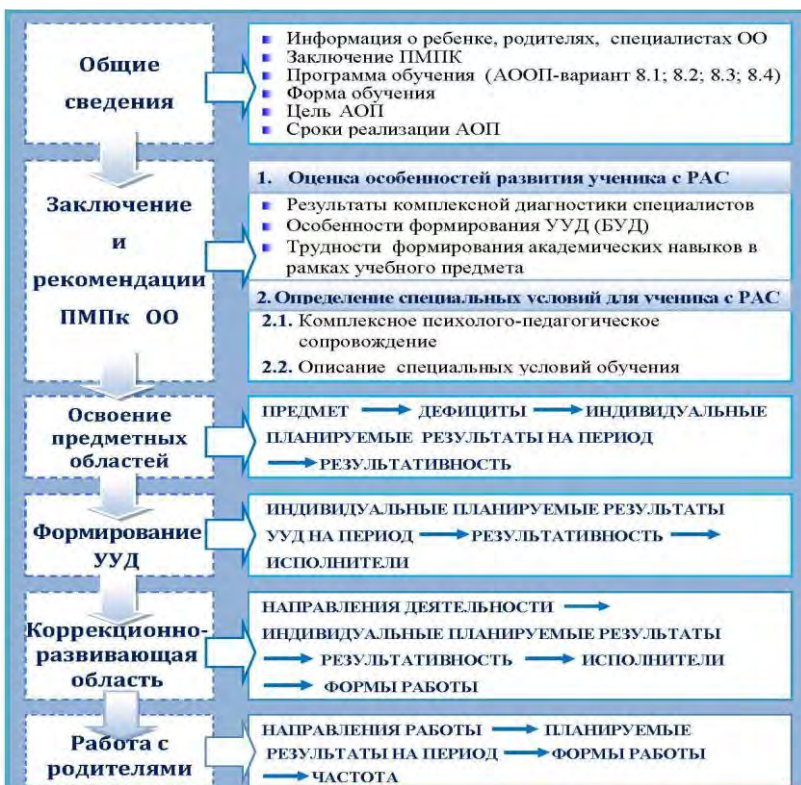 Общие
сведения
Информация о ребенке, родителях, специалистах ОО
Заключение ПМПК
Программа обучения (АООП-вариант 8.1; 8.2; 8.3; 8.4)
Форма обучения
Цель АОП
Сроки реализации АОП
Заключение
и
рекомендации
ПМПк ОО
1. Оценка особенностей развития ученика с РАС
Результаты комплексной диагностики специалистов
Особенности формирования УУД (БУД)
Трудности формирования академических навыков в
рамках учебного предмета
2. Определение специальных условий для ученика с РАС
2.1. Комплексное психолого-педагогическое
сопровождение
2.2. Описание специальных условий обучения
Освоение
предметных
областей
ПРЕДМЕТ → ДЕФИЦИТЫ → ИНДИВИДУАЛЬНЫЕ
ПЛАНИРУЕМЫЕ РЕЗУЛЬТАТЫ НА ПЕРИОД
→ РЕЗУЛЬТАТИВНОСТЬ
Формирование
УУД
ИНДИВИДУАЛЬНЫЕ ПЛАНИРУЕМЫЕ РЕЗУЛЬТАТЫ
УУД НА ПЕРИОД → РЕЗУЛЬТАТИВНОСТЬ →
ИСПОЛНИТЕЛИ
Коррекционно-
развивающая
область
НАПРАВЛЕНИЯ ДЕЯТЕЛЬНОСТИ →
ИНДИВИДУАЛЬНЫЕ ПЛАНИРУЕМЫЕ РЕЗУЛЬТАТЫ
→ РЕЗУЛЬТАТИВНОСТЬ → ИСПОЛНИТЕЛИ
→ ФОРМЫ РАБОТЫ
Работа с
родителями
НАПРАВЛЕНИЯ РАБОТЫ → ПЛАНИРУЕМЫЕ
РЕЗУЛЬТАТЫ НА ПЕРИОД → ФОРМЫ РАБОТЫ
→ ЧАСТОТА